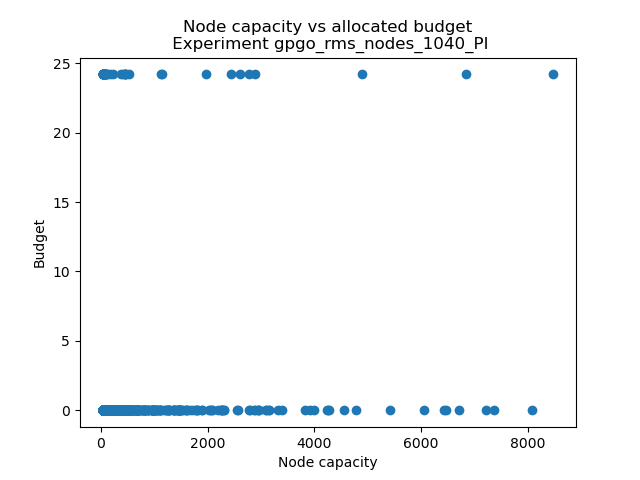 Node capacity vs allocated budget
Experiment gpgo_rms_nodes_1040_PI
25
20
15
10
5
0
Budget
0 2000 4000 6000 8000
Node capacity